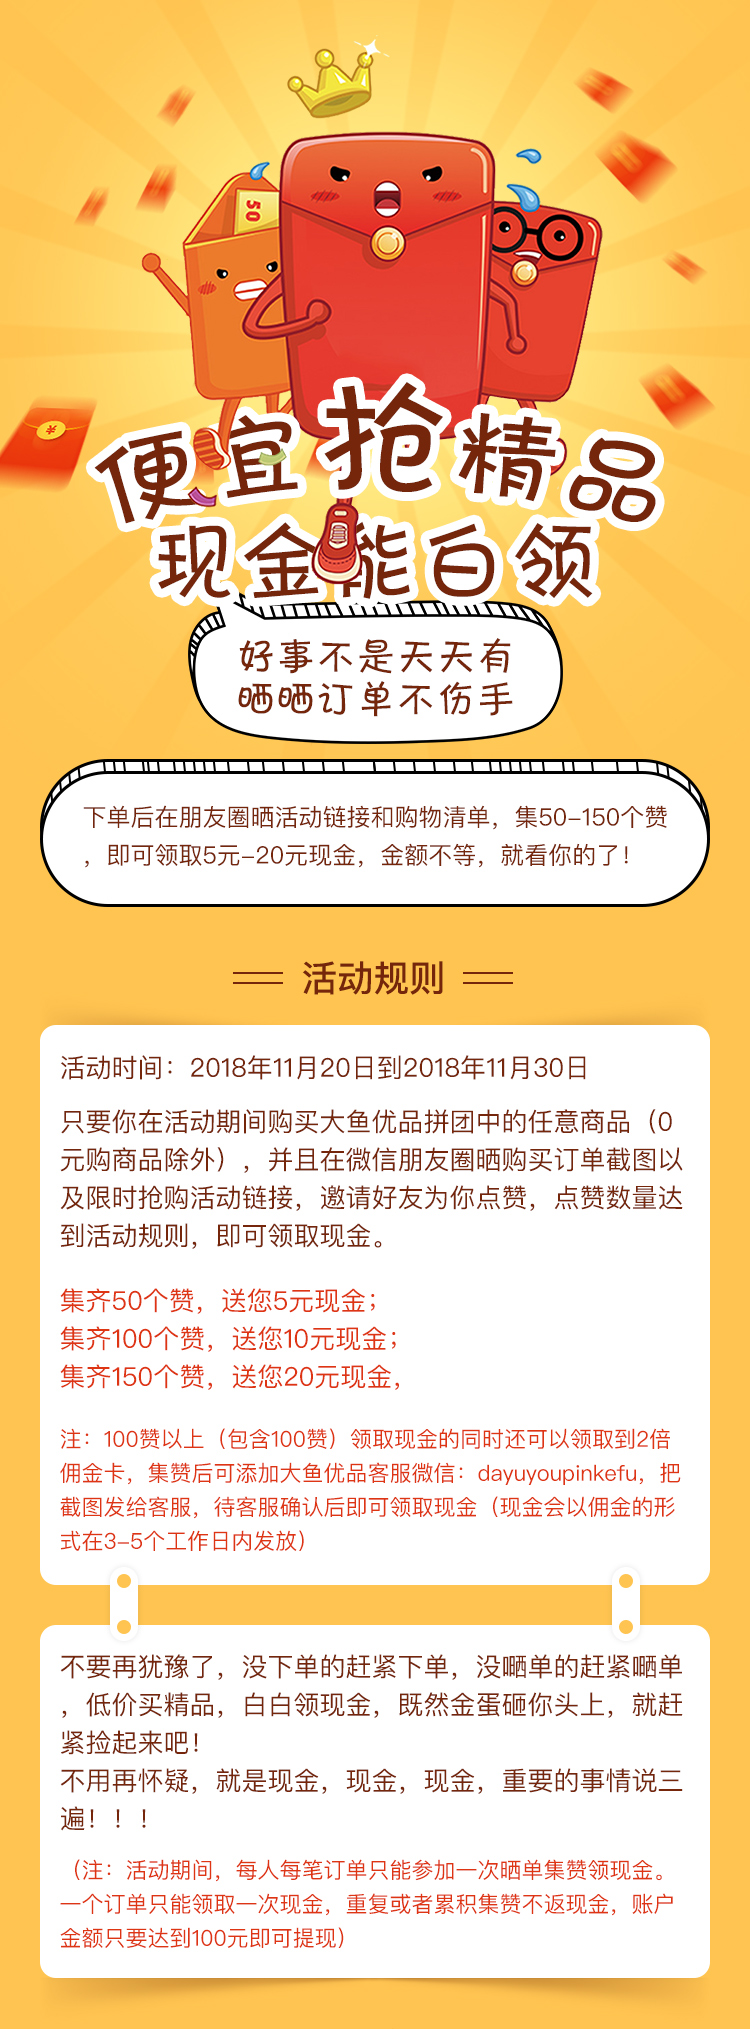 50
便宜抢精品
现金能白领
好事不是天天有
晒晒订单不伤手
下单后在朋友圈晒活动链接和购物清单，集50-150个赞
，即可领取5元-20元现金，金额不等，就看你的了！
活动规则
活动时间：2018年11月20日到2018年11月30日
只要你在活动期间购买大鱼优品拼团中的任意商品（0
元购商品除外），并且在微信朋友圈晒购买订单截图以
及限时抢购活动链接，邀请好友为你点赞，点赞数量达
到活动规则，即可领取现金。
集齐50个赞，送您5元现金；
集齐100个赞，送您10元现金；
集齐150个赞，送您20元现金，
注：100赞以上（包含100赞）领取现金的同时还可以领取到2倍
佣金卡，集赞后可添加大鱼优品客服微信：dayuyoupinkefu，把
截图发给客服，待客服确认后即可领取现金（现金会以佣金的形
式在3-5个工作日内发放）
不要再犹豫了，没下单的赶紧下单，没嗮单的赶紧嗮单
，低价买精品，白白领现金，既然金蛋砸你头上，就赶
紧捡起来吧！
不用再怀疑，就是现金，现金，现金，重要的事情说三
遍！！！
（注：活动期间，每人每笔订单只能参加一次晒单集赞领现金。
一个订单只能领取一次现金，重复或者累积集赞不返现金，账户
金额只要达到100元即可提现）